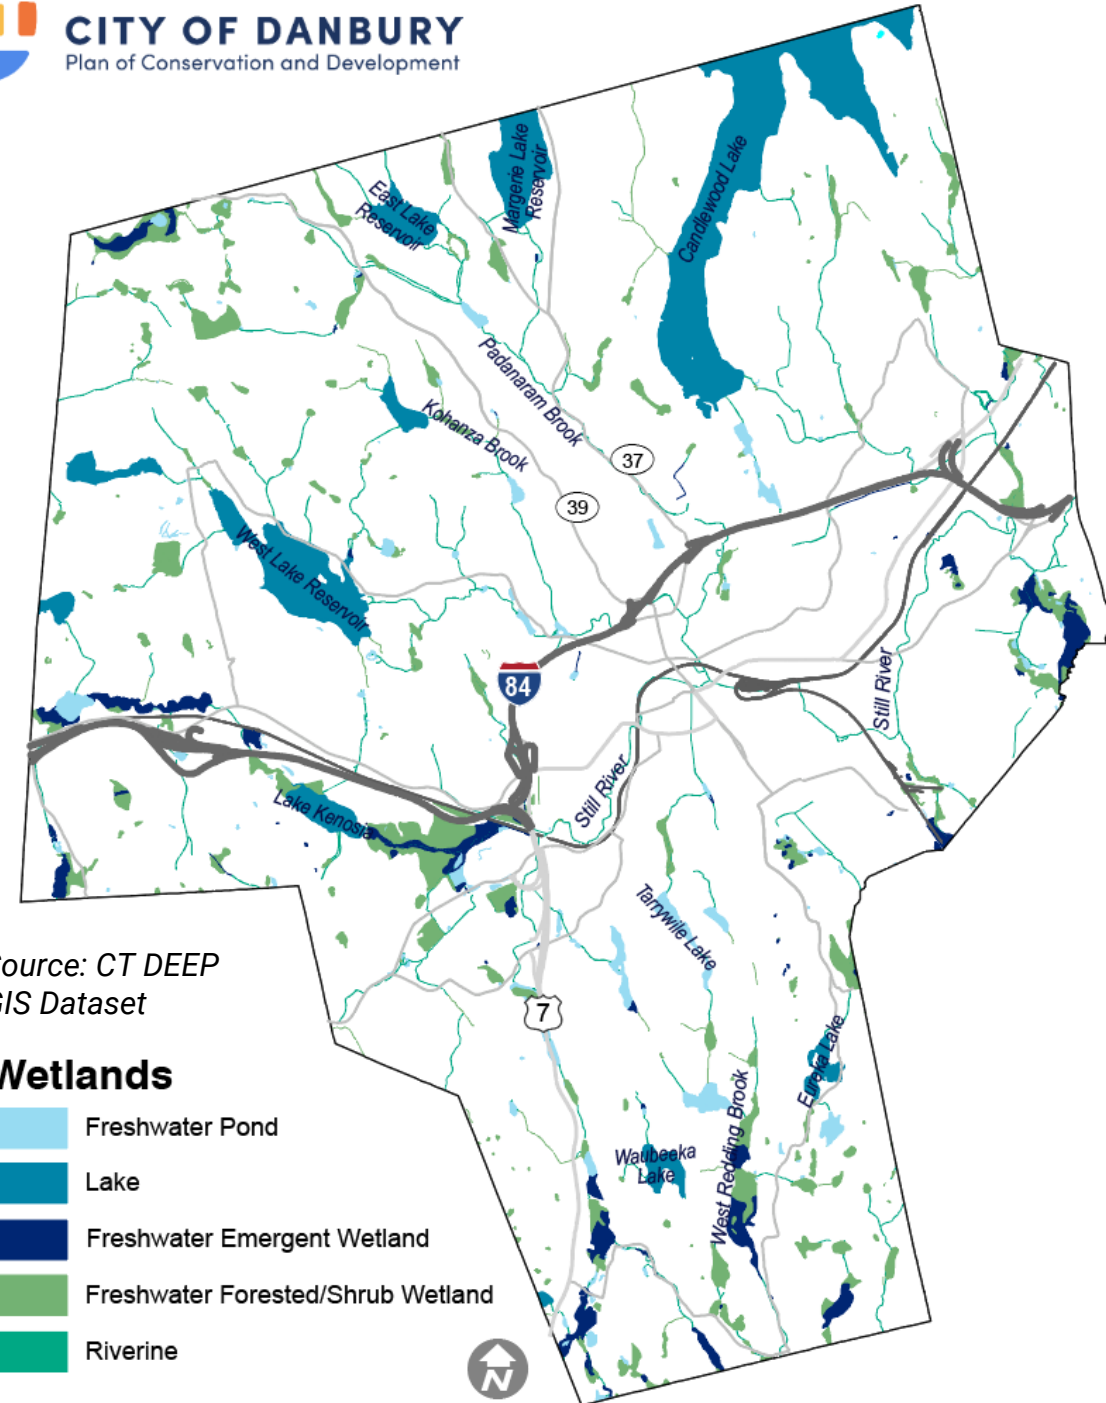 CITY OF DANBURY
Plan of Conservation and Development
Margerie Lake
Reservoir
East Lake
Reservoir
Candlewood Lake
Padanaram Brook
Kohanza Brook
37
39
West Lake Reservoir
84
Still River
Still River
Lake Kenosia
Tarrywile Lake
7
Eureka Lake
Waubeeka
Lake
West Redding Brook
ource: CT DEEP
GIS Dataset
Wetlands
Freshwater Pond
Lake
Freshwater Emergent Wetland
Freshwater Forested/Shrub Wetland
Riverine
N